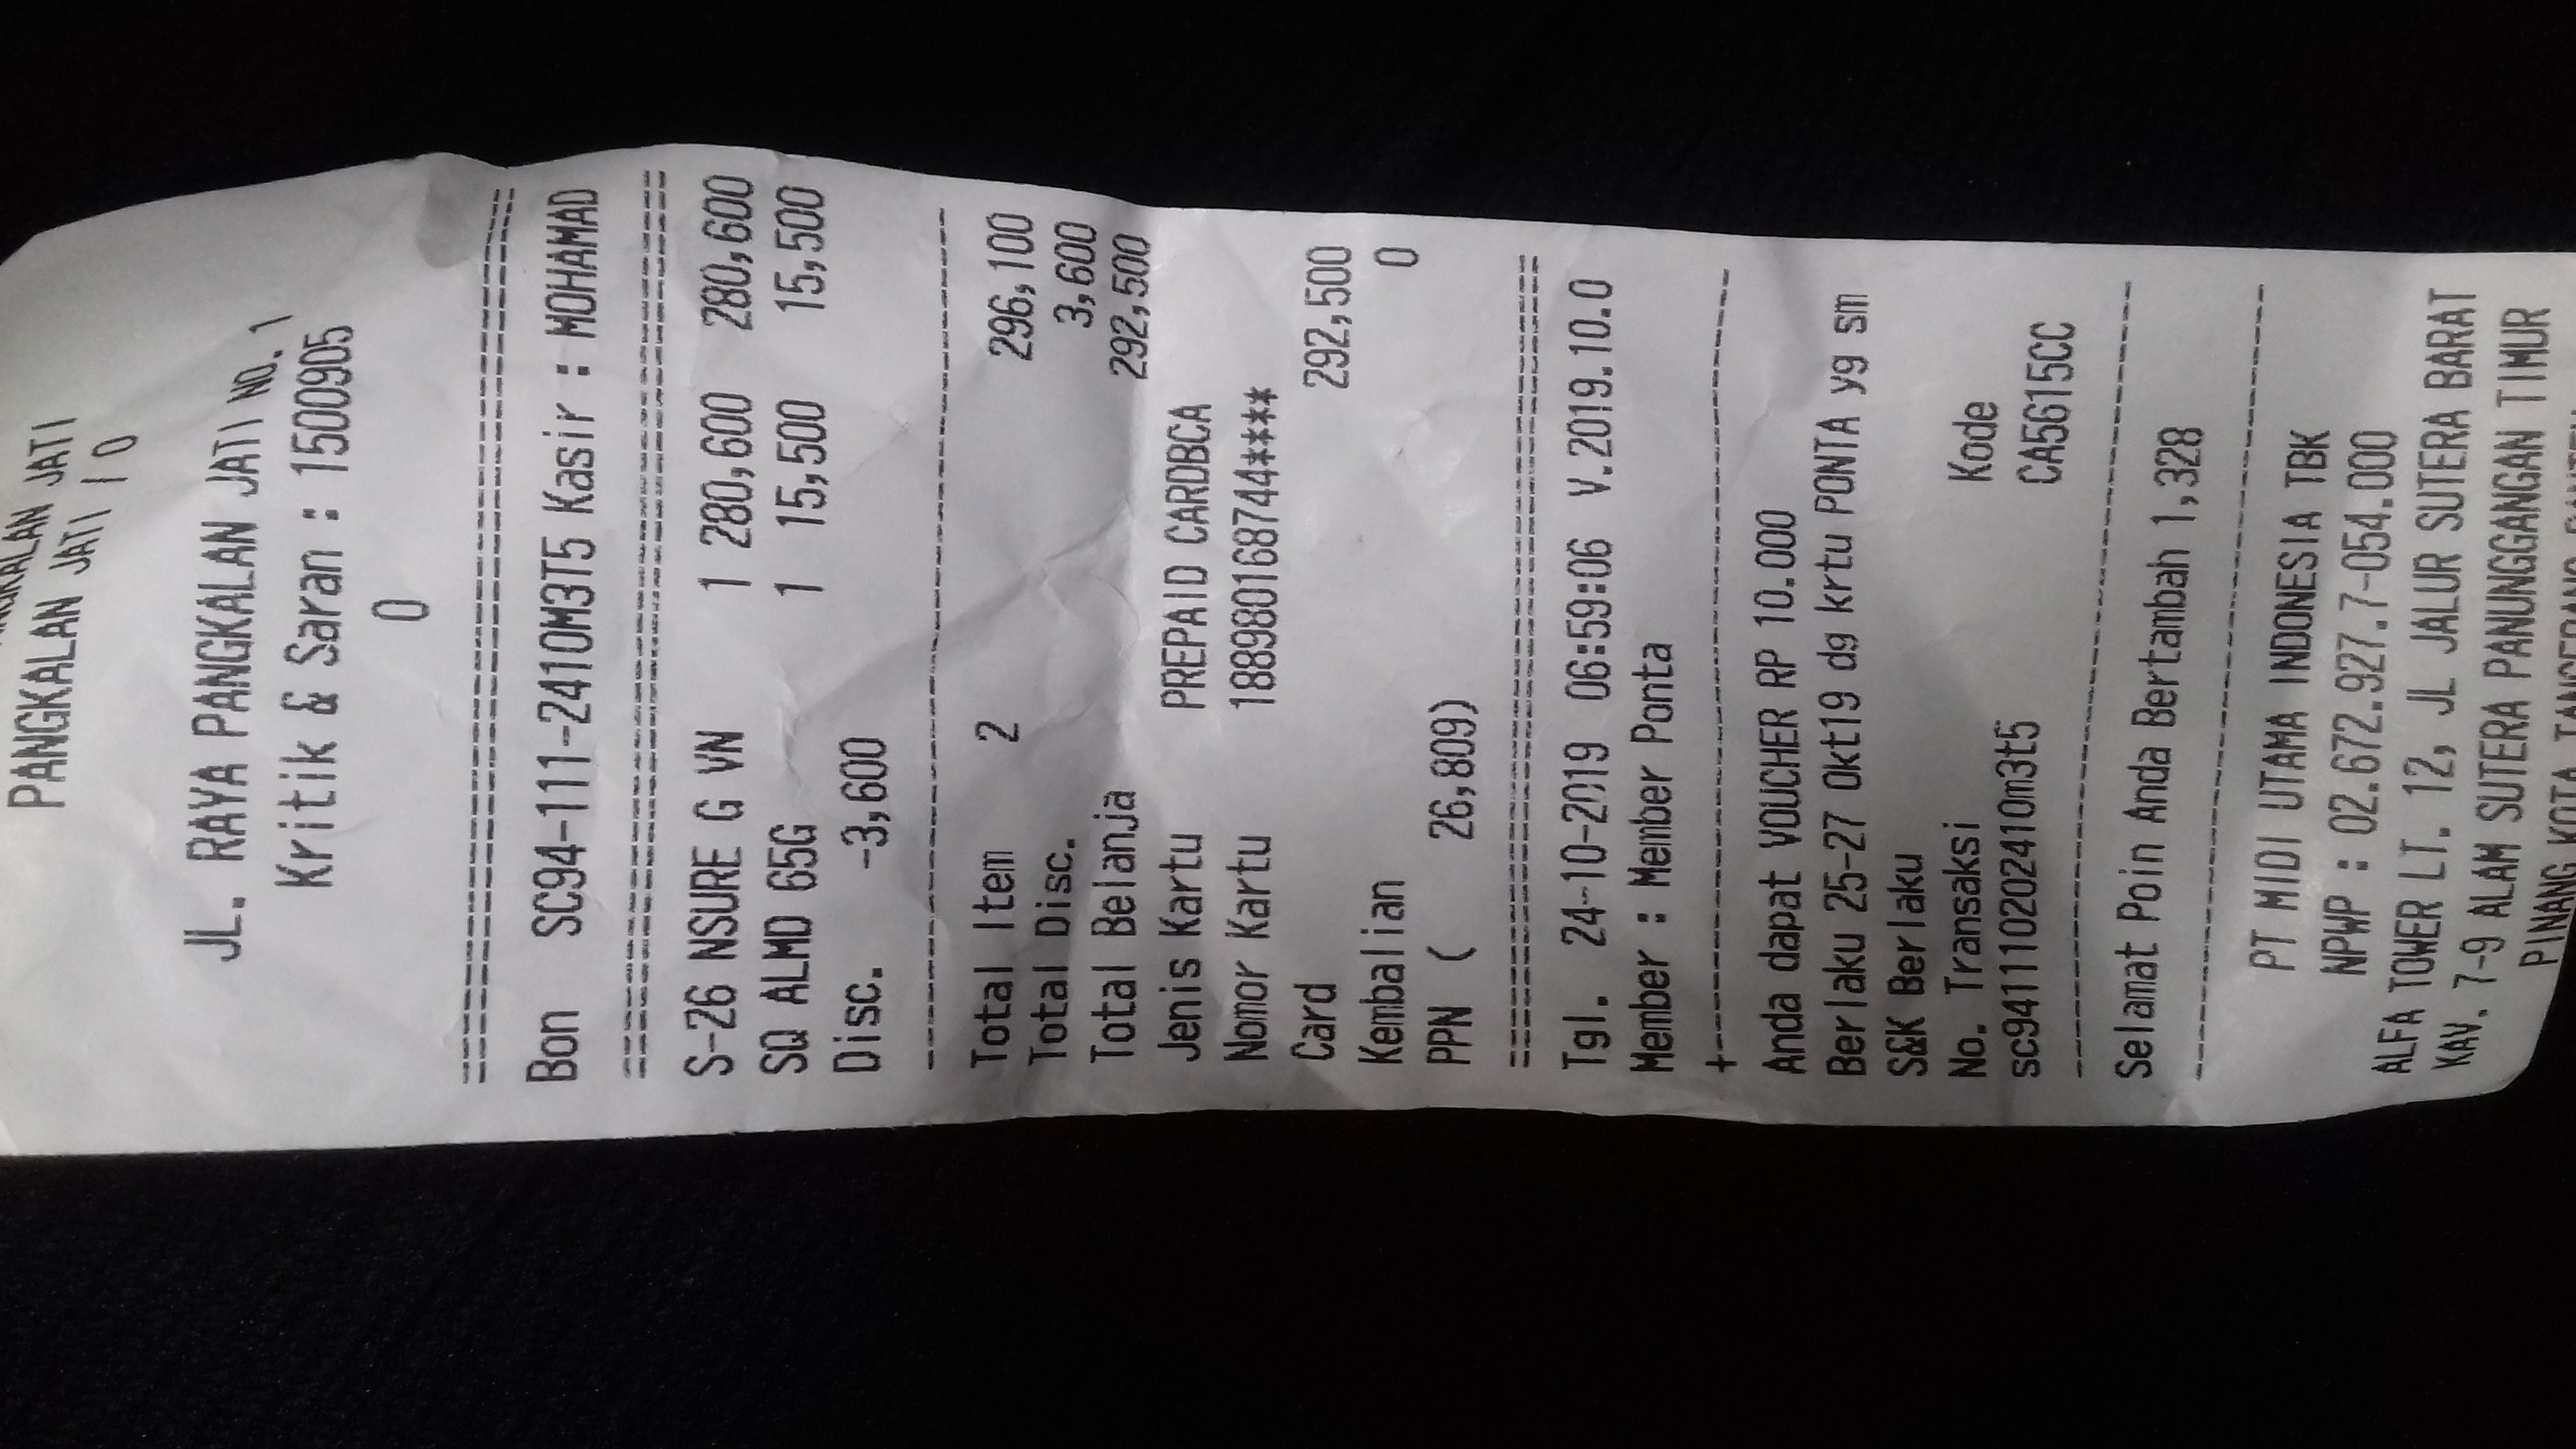 PANGKALAN JATI
PANGKALAN JATI / 0
JL. RAYA PANGKALAN JATI NO. 1
Kritik & Saran : 1500905
0
Bon SC94-111-2410M3T5 Kasir : MOHAMAD
S-26 NSURE G VN 1 280,600 280,600
SQ ALMD 65G 1 15,500 15,500
Disc. -3,600
Total Item 2 296,100
Total Disc. 3,600
Total Belanja 292,500
Jenis Kartu PREPAID CARDBCA
Nomor Kartu 188980168744****
Card 292,500
Kembalian 0
PPN ( 26,809)
Tgl. 24-10-2019 06:59:06 V.2019.10.0
Member : Member Ponta
+
Anda dapat VOUCHER RP 10.000
Berlaku 25-27 Okt19 dg krtu PONTA yg sm
S&K Berlaku
No. Transaksi Kode
sc941110202410m3t5 CA5615CC
Selamat Poin Anda Bertambah 1,328
PT MIDI UTAMA INDONESIA TBK
NPWP : 02.672.927.7-054.000
ALFA TOWER LT. 12, JL JALUR SUTERA BARAT
KAV. 7-9 ALAM SUTERA PANUNGGANGAN TIMUR
PINANG KOTA TANGERANG BANTEN